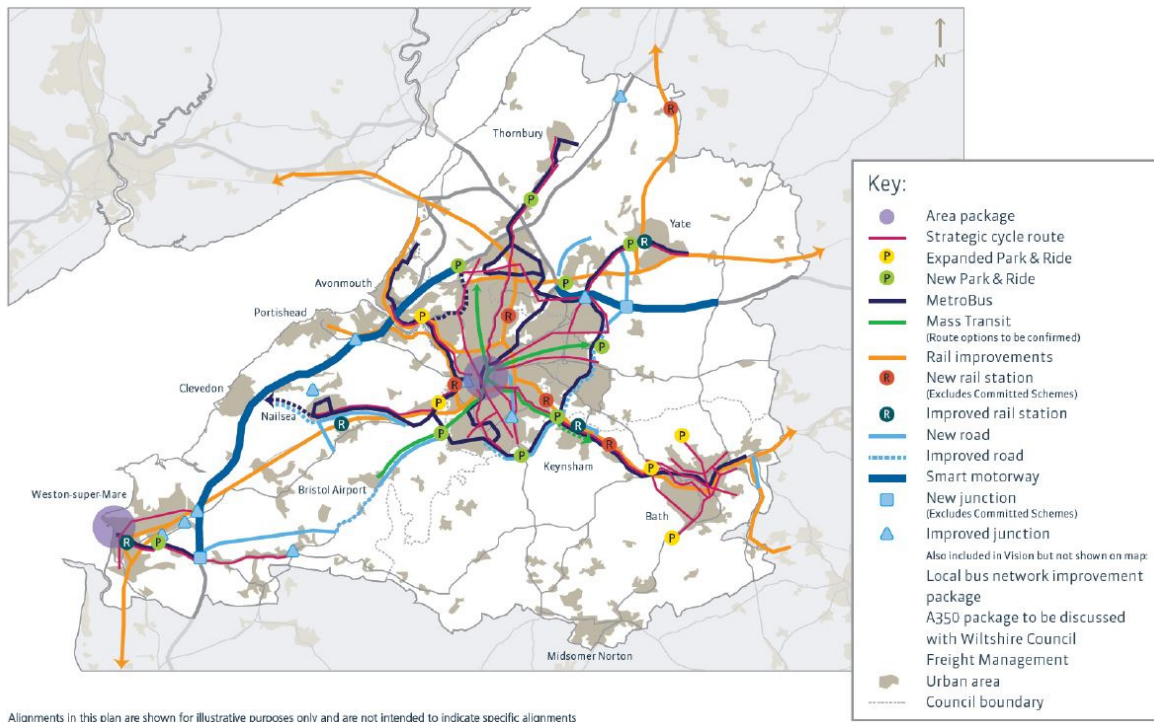 N
Thornbury
R
P
Yate
P
R
Avonmouth
P
P
Portishead
P
R
P
Clevedon
Nailsea
R
P
R
R
P
P
R
P
R
P
P
Keynsham
Weston-super-Mare
Bristol Airport
Bath
R
P
P
Midsomer Norton
Key:
Area package
Strategic cycle route
P Expanded Park & Ride
P New Park & Ride
MetroBus
Mass Transit
(Route options to be confirmed)
Rail improvements
R New rail station
(Excludes Committed Schemes)
R Improved rail station
New road
Improved road
Smart motorway
New junction
(Excludes Committed Schemes)
Improved junction
Also included in Vision but not shown on map:
Local bus network improvement
package
A350 package to be discussed
with Wiltshire Council
Freight Management
Urban area
Council boundary
Alignments in this plan are shown for illustrative purposes only and are not intended to indicate specific alignments